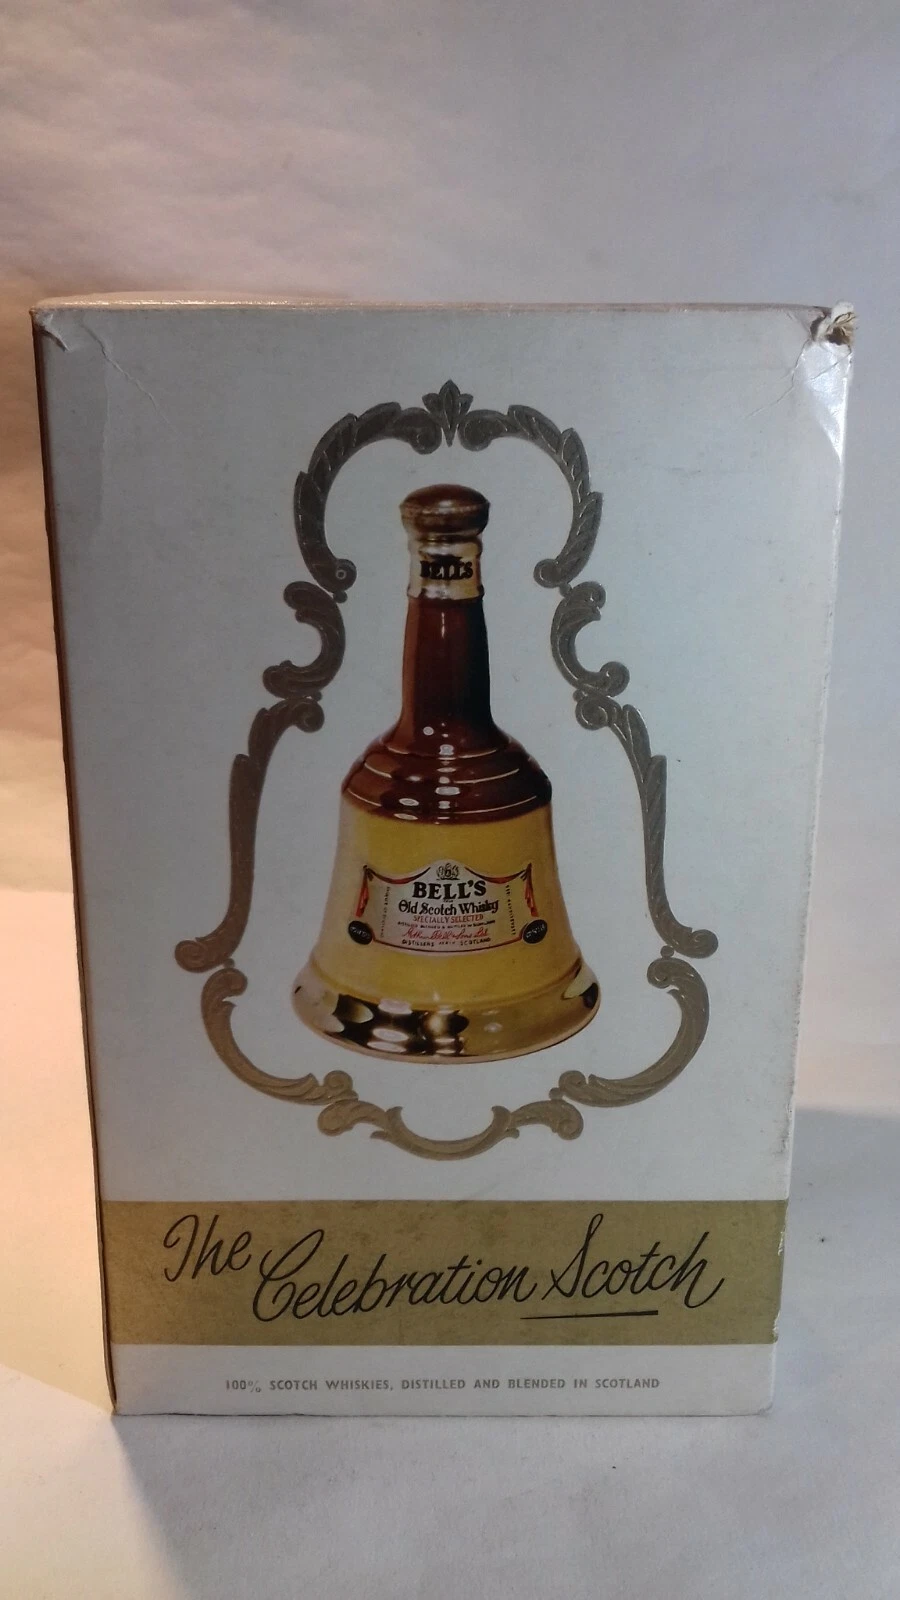 BELL'S
BELL'S
Old Scotch Whisky
SPECIALLY SELECTED
DISTILLERS PERTH SCOTLAND
The Celebration Scotch
100% SCOTCH WHISKIES, DISTILLED AND BLENDED IN SCOTLAND